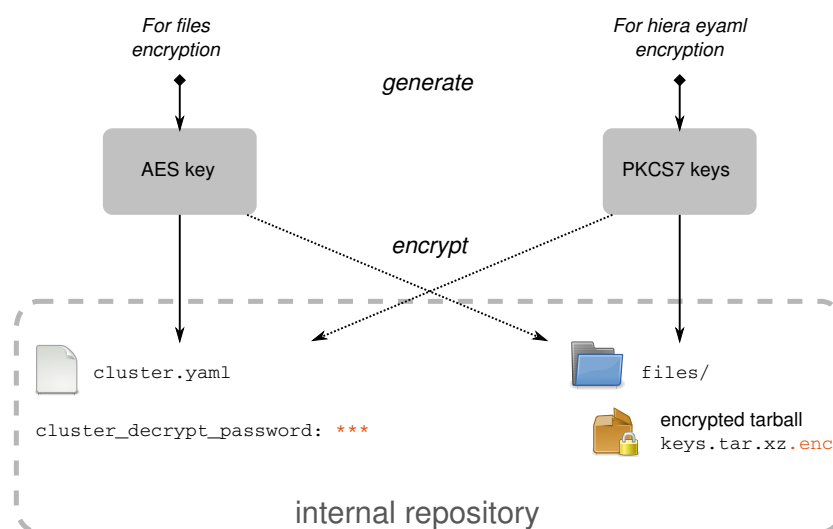 For files
encryption
For hiera eyaml
encryption
generate
AES key
PKCS7 keys
encrypt
cluster.yaml
files/
cluster_decrypt_password: ***
encrypted tarball
keys.tar.xz.enc
internal repository